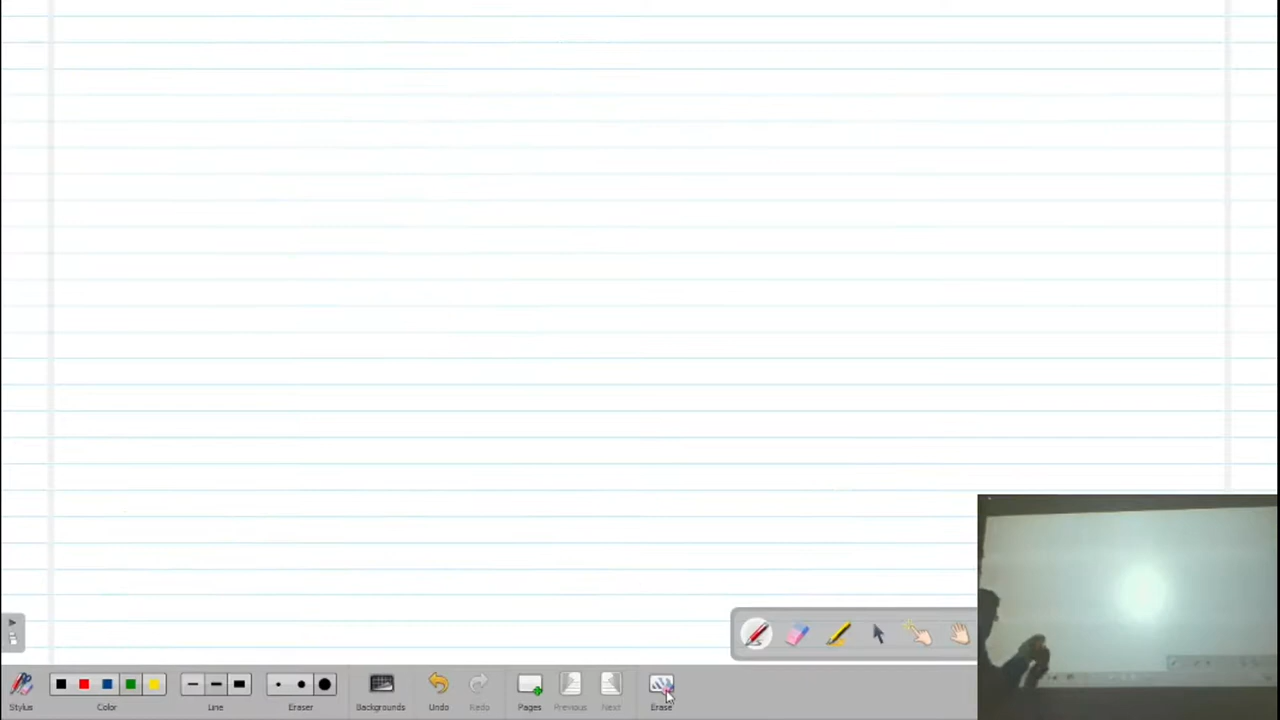 Stylus
Color
Line
Eraser
Backgrounds
Undo
Redo
Pages
Previous
Next
Erase